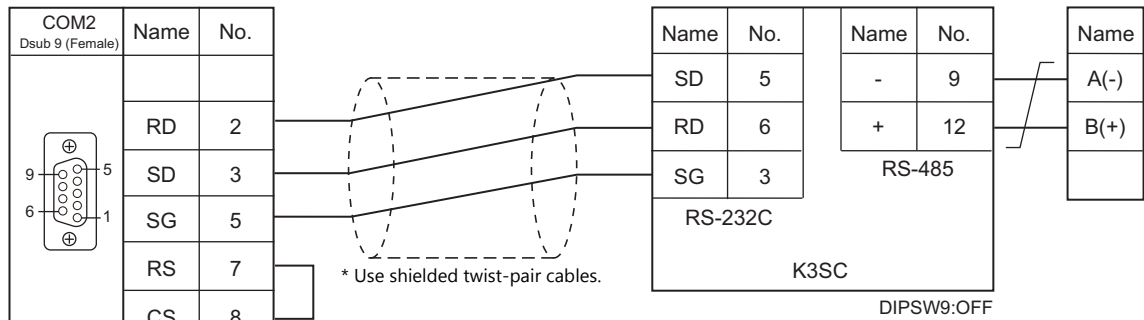 COM2
Dsub 9 (Female)
Name No.
RD 2
SD 3
SG 5
RS 7
CS 8
9
5
6
1
* Use shielded twist-pair cables.
Name No.
SD 5
RD 6
SG 3
RS-232C
Name No.
- 9
+ 12
RS-485
K3SC
DIPSW9:OFF
Name
A(-)
B(+)